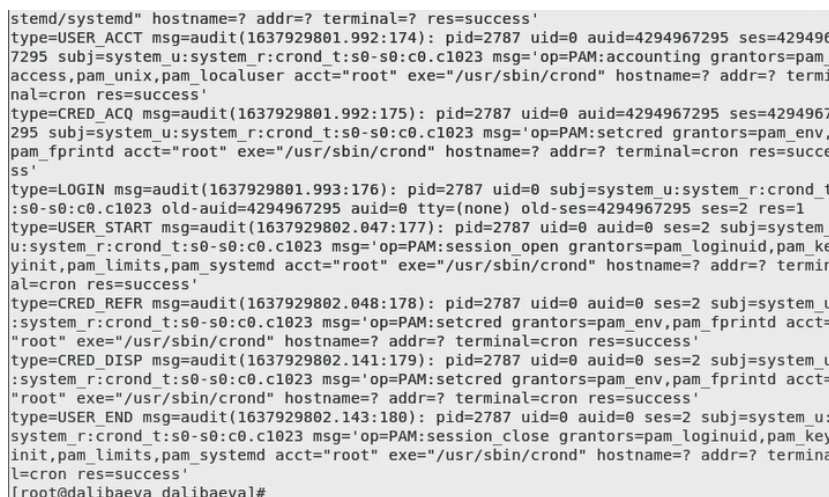 stemd/systemd" hostname=? addr=? terminal=? res=success'
type=USER_ACCT msg=audit(1637929801.992:174): pid=2787 uid=0 auid=4294967295 ses=429496
7295 subj=system_u:system_r:crond_t:s0-s0:c0.c1023 msg='op=PAM:accounting grantors=pam_
access,pam_unix,pam_localuser acct="root" exe="/usr/sbin/crond" hostname=? addr=? termi
nal=cron res=success'
type=CRED_ACQ msg=audit(1637929801.992:175): pid=2787 uid=0 auid=4294967295 ses=4294967
295 subj=system_u:system_r:crond_t:s0-s0:c0.c1023 msg='op=PAM:setcred grantors=pam_env,
pam_fprintd acct="root" exe="/usr/sbin/crond" hostname=? addr=? terminal=cron res=succe
ss'
type=LOGIN msg=audit(1637929801.993:176): pid=2787 uid=0 subj=system_u:system_r:crond_t
:s0-s0:c0.c1023 old-auid=4294967295 auid=0 tty=(none) old-ses=4294967295 ses=2 res=1
type=USER_START msg=audit(1637929802.047:177): pid=2787 uid=0 auid=0 ses=2 subj=system_
u:system_r:crond_t:s0-s0:c0.c1023 msg='op=PAM:session_open grantors=pam_loginuid,pam_ke
yinit,pam_limits,pam_systemd acct="root" exe="/usr/sbin/crond" hostname=? addr=? termin
al=cron res=success'
type=CRED_REFR msg=audit(1637929802.048:178): pid=2787 uid=0 auid=0 ses=2 subj=system_u
:system_r:crond_t:s0-s0:c0.c1023 msg='op=PAM:setcred grantors=pam_env,pam_fprintd acct=
"root" exe="/usr/sbin/crond" hostname=? addr=? terminal=cron res=success'
type=CRED_DISP msg=audit(1637929802.141:179): pid=2787 uid=0 auid=0 ses=2 subj=system_u
:system_r:crond_t:s0-s0:c0.c1023 msg='op=PAM:setcred grantors=pam_env,pam_fprintd acct=
"root" exe="/usr/sbin/crond" hostname=? addr=? terminal=cron res=success'
type=USER_END msg=audit(1637929802.143:180): pid=2787 uid=0 auid=0 ses=2 subj=system_u:
system_r:crond_t:s0-s0:c0.c1023 msg='op=PAM:session_close grantors=pam_loginuid,pam_key
init,pam_limits,pam_systemd acct="root" exe="/usr/sbin/crond" hostname=? addr=? termina
l=cron res=success'
[root@dalibaeva dalibaeva]#